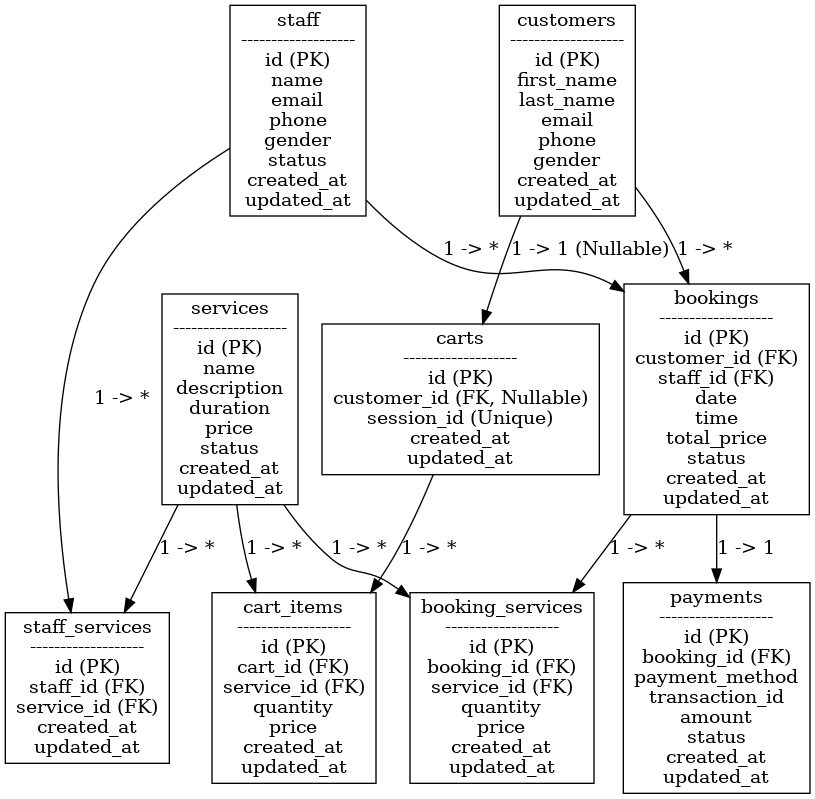 staff
-------------------
id (PK)
name
email
phone
gender
status
created_at
updated_at
customers
-------------------
id (PK)
first_name
last_name
email
phone
gender
created_at
updated_at
1 -> *
1 -> 1 (Nullable)
1 -> *
services
-------------------
id (PK)
name
description
duration
price
status
created_at
updated_at
carts
-------------------
id (PK)
customer_id (FK, Nullable)
session_id (Unique)
created_at
updated_at
bookings
-------------------
id (PK)
customer_id (FK)
staff_id (FK)
date
time
total_price
status
created_at
updated_at
1 -> *
1 -> *
1 -> *
1 -> *
1 -> *
1 -> *
1 -> 1
staff_services
-------------------
id (PK)
staff_id (FK)
service_id (FK)
created_at
updated_at
cart_items
-------------------
id (PK)
cart_id (FK)
service_id (FK)
quantity
price
created_at
updated_at
booking_services
-------------------
id (PK)
booking_id (FK)
service_id (FK)
quantity
price
created_at
updated_at
payments
-------------------
id (PK)
booking_id (FK)
payment_method
transaction_id
amount
status
created_at
updated_at